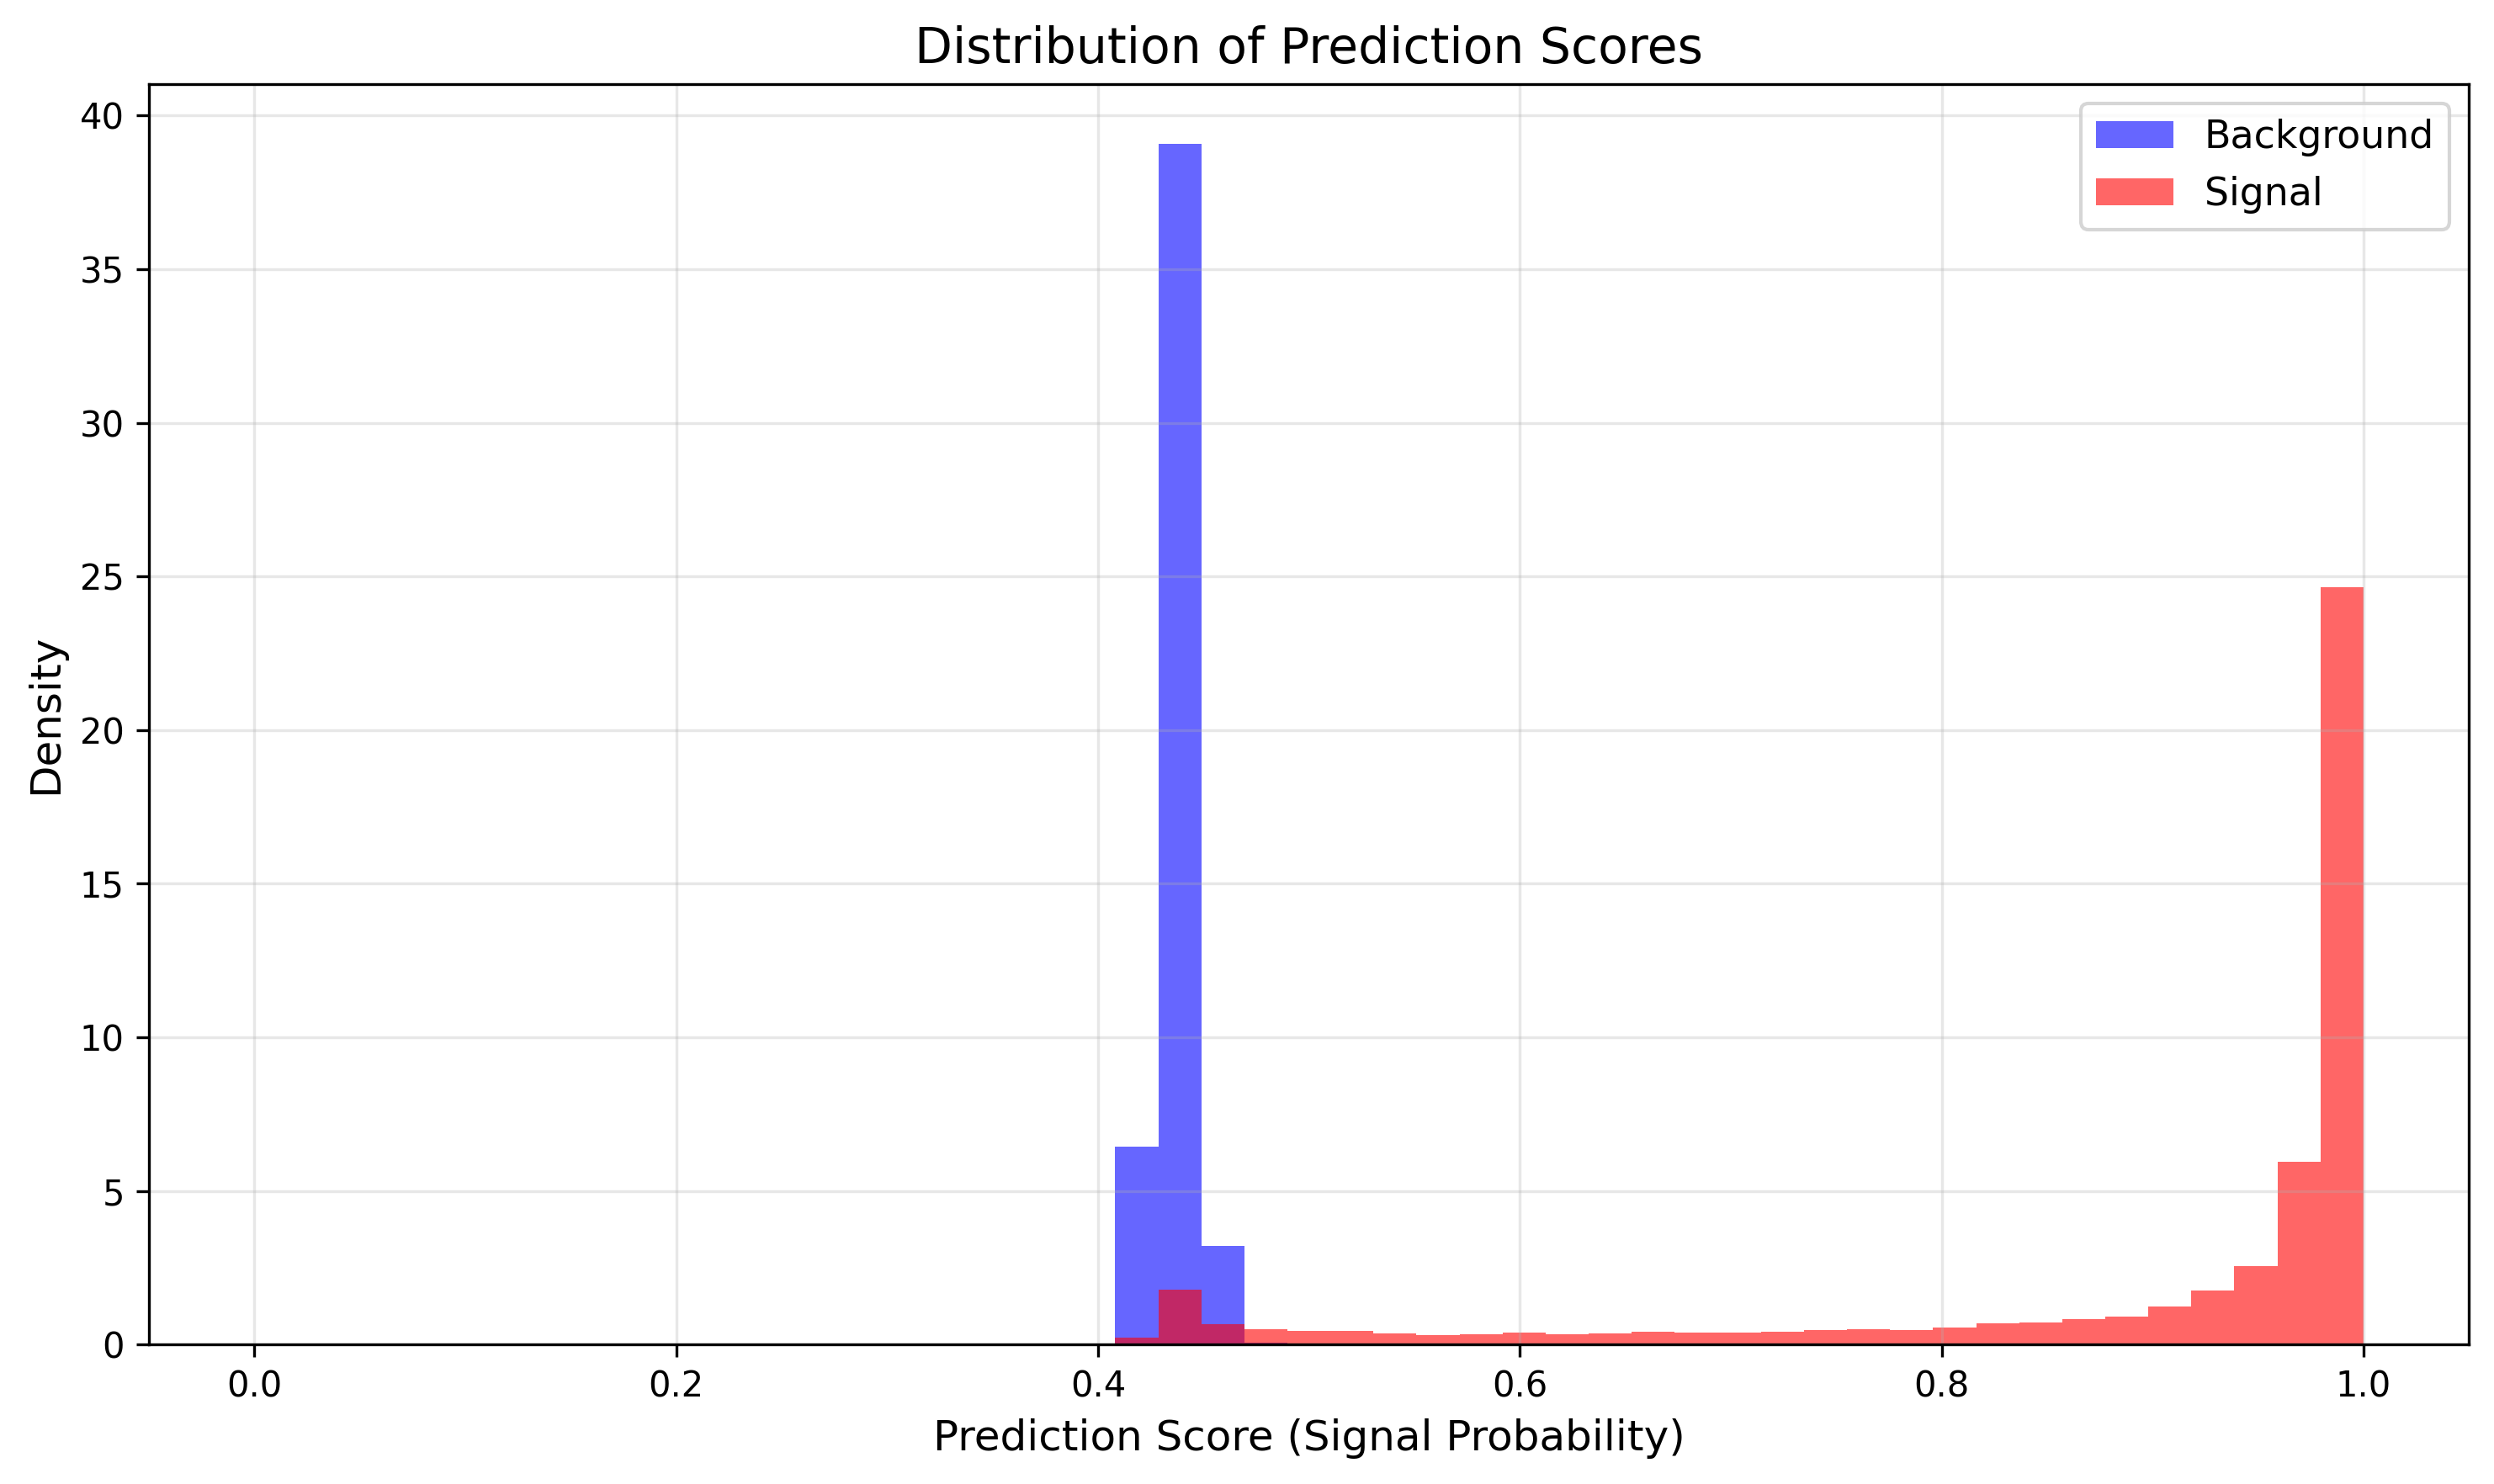 Distribution of Prediction Scores
Background
Signal
40
35
30
25
20
15
10
5
0
Density
0.0 0.2 0.4 0.6 0.8 1.0
Prediction Score (Signal Probability)